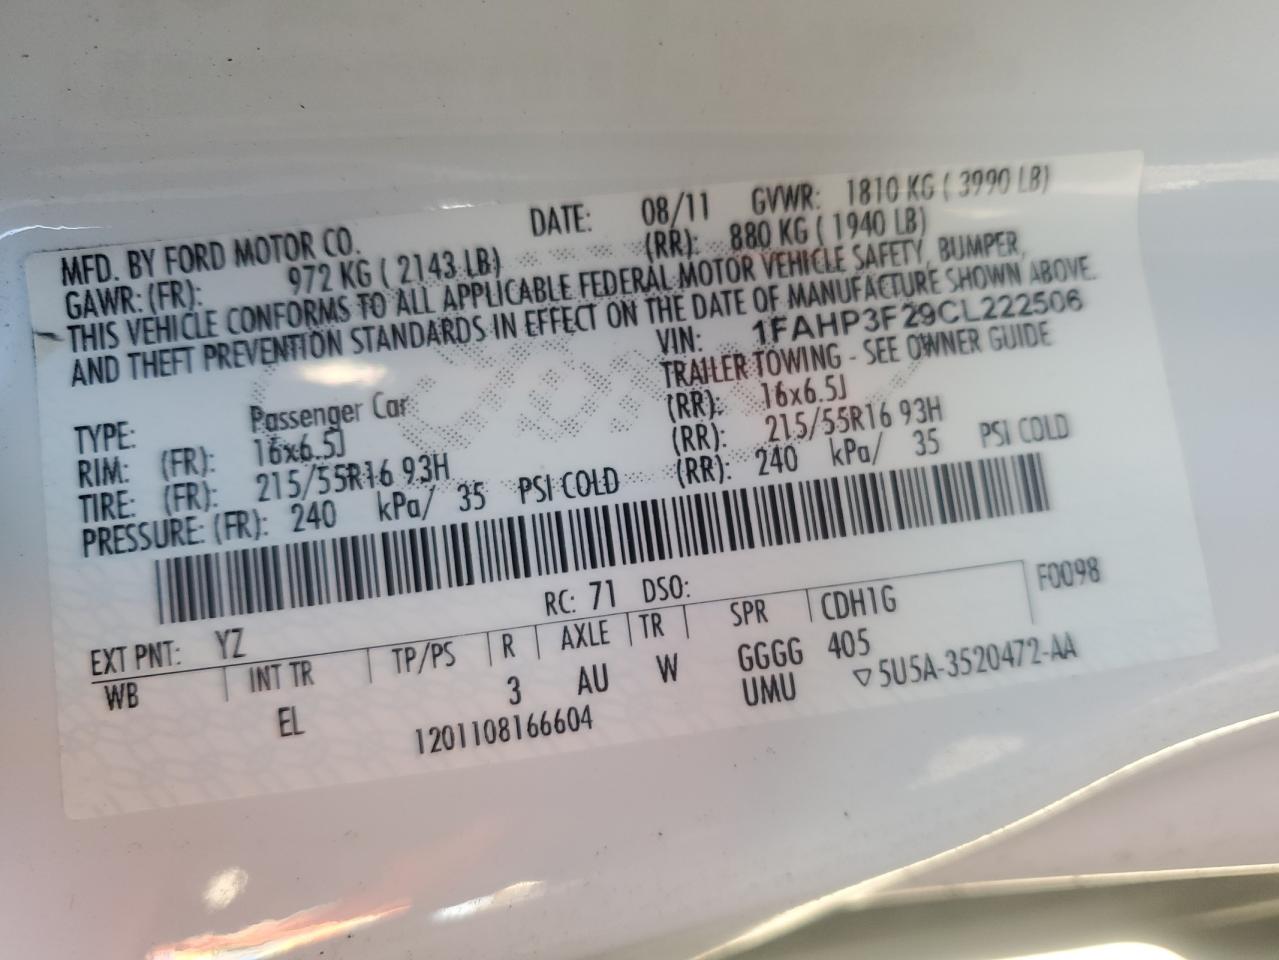 MFD. BY FORD MOTOR CO. DATE: 08/11 GVWR: 1810 KG ( 3990 LB)
GAWR: (FR): 972 KG ( 2143 LB) (RR): 880 KG ( 1940 LB)
THIS VEHICLE CONFORMS TO ALL APPLICABLE FEDERAL MOTOR VEHICLE SAFETY, BUMPER,
AND THEFT PREVENTION STANDARDS IN EFFECT ON THE DATE OF MANUFACTURE SHOWN ABOVE.
VIN: 1FAHP3F29CL222506
TYPE: Passenger Car TRAILER TOWING - SEE OWNER GUIDE
RIM: (FR): 16x6.5J (RR): 16x6.5J
TIRE: (FR): 215/55R16 93H (RR): 215/55R16 93H
PRESSURE: (FR): 240 kPa/ 35 PSI COLD (RR): 240 kPa/ 35 PSI COLD
EXT PNT: YZ RC: 71 DSO: F0098
WB INT TR TP/PS R AXLE TR SPR CDH1G
EL 3 AU W GGGG 405
1201108166604 UMU ▽5U5A-3520472-AA